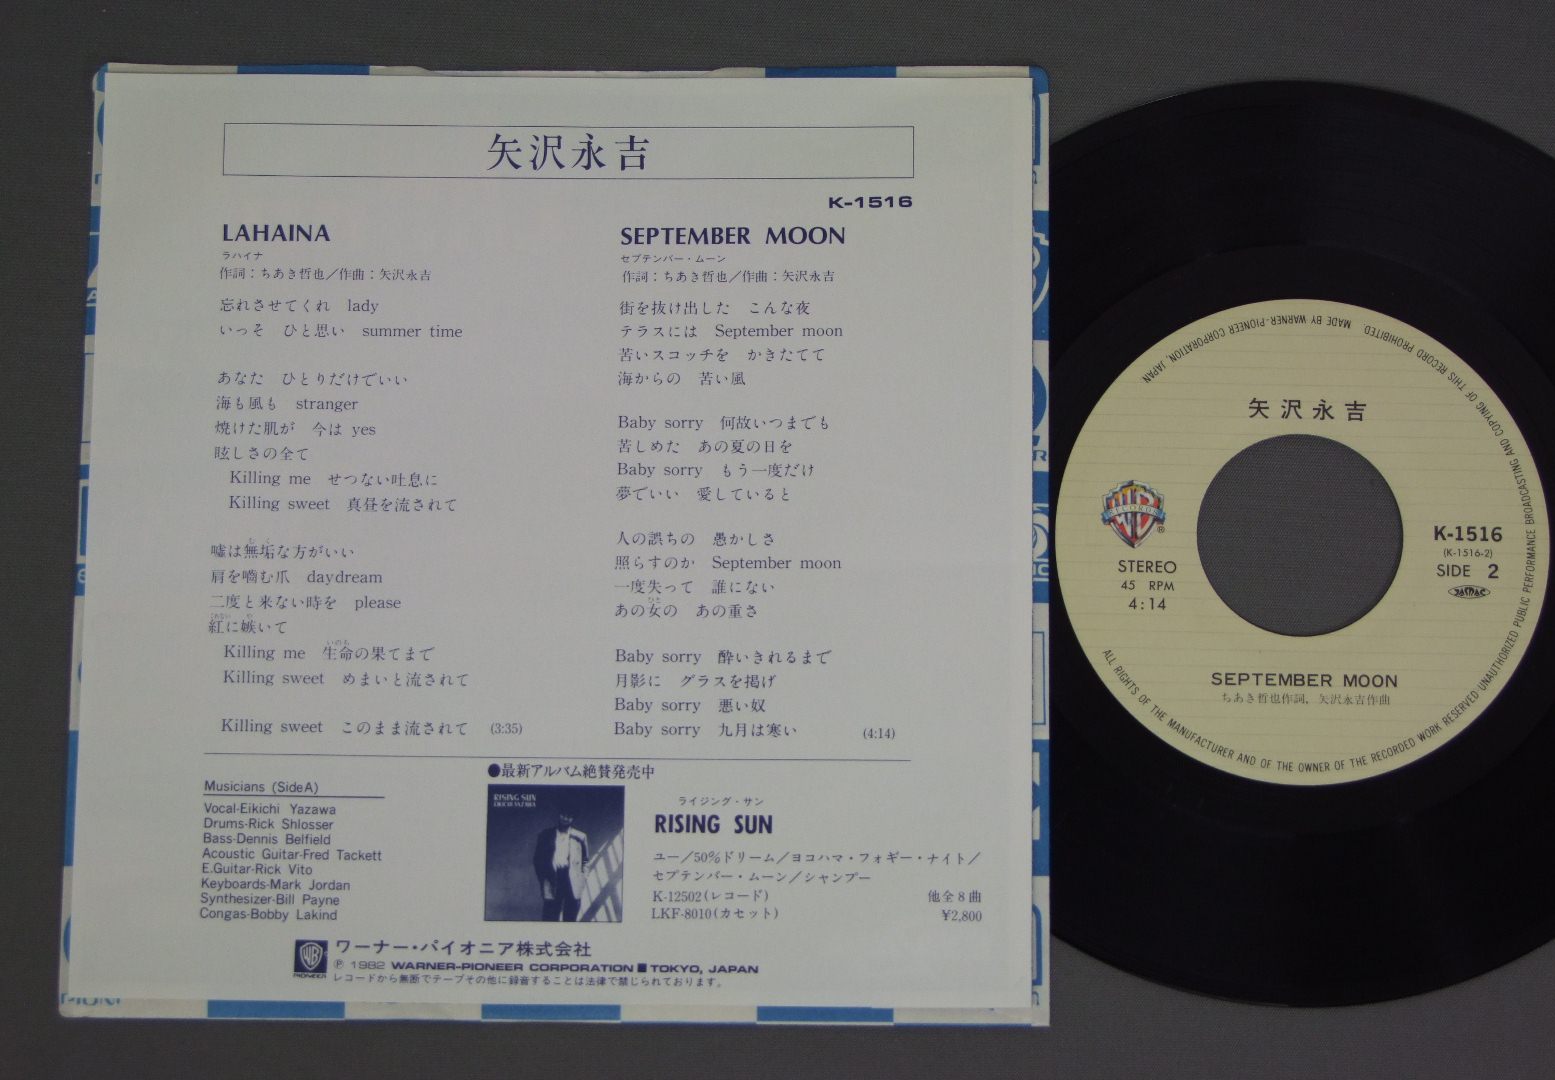 矢沢永吉
K-1516
LAHAINA
ラハイナ
作詞：ちあき哲也／作曲：矢沢永吉
忘れさせてくれ　lady
いっそ　ひと思い　summer time
あなた　ひとりだけでいい
海も風も　stranger
焼けた肌が　今は yes
眩しさの全て
Killing me　せつない吐息に
Killing sweet　真昼を流されて
嘘は無垢な方がいい
肩を噛む爪　daydream
二度と来ない時を　please
紅に嫉いて
Killing me　生命の果てまで
Killing sweet　めまいと流されて
Killing sweet　このまま流されて　(3:35)
SEPTEMBER MOON
セプテンバー・ムーン
作詞：ちあき哲也／作曲：矢沢永吉
街を抜け出した　こんな夜
テラスには　September moon
苦いスコッチを　かきたてて
海からの　苦い風
Baby sorry　何故いつまでも
苦しめた　あの夏の日を
Baby sorry　もう一度だけ
夢でいい　愛していると
人の誤ちの　愚かしさ
照らすのか　September moon
一度失って　誰にない
あの女の　あの重さ
Baby sorry　酔いきれるまで
月影に　グラスを掲げ
Baby sorry　悪い奴
Baby sorry　九月は寒い　(4:14)
Musicians (SideA)
Vocal-Eikichi Yazawa
Drums-Rick Shlosser
Bass-Dennis Belfield
Acoustic Guitar-Fred Tackett
E.Guitar-Rick Vito
Keyboards-Mark Jordan
Synthesizer-Bill Payne
Congas-Bobby Lakind
●最新アルバム絶賛発売中
RISING SUN
EIKICHI YAZAWA
ライジング・サン
RISING SUN
ユー／50％ドリーム／ヨコハマ・フォギー・ナイト／
セプテンバー・ムーン／シャンプー
K-12502(レコード)　他全8曲
LKF-8010(カセット)　¥2,800
ワーナー・パイオニア株式会社
PIONEER
Ⓟ 1982 WARNER-PIONEER CORPORATION ■ TOKYO, JAPAN
レコードから無断でテープその他に録音することは法律で禁じられております。
矢沢永吉
RECORDS
®
STEREO
45 RPM
4:14
K-1516
(K-1516-2)
SIDE 2
JASRAC
SEPTEMBER MOON
ちあき哲也作詞, 矢沢永吉作曲
ALL RIGHTS OF THE MANUFACTURER AND OF THE OWNER OF THE RECORDED WORK RESERVED UNAUTHORIZED PUBLIC PERFORMANCE BROADCASTING AND COPYING OF THIS RECORD PROHIBITED MADE BY WARNER-PIONEER CORPORATION, JAPAN